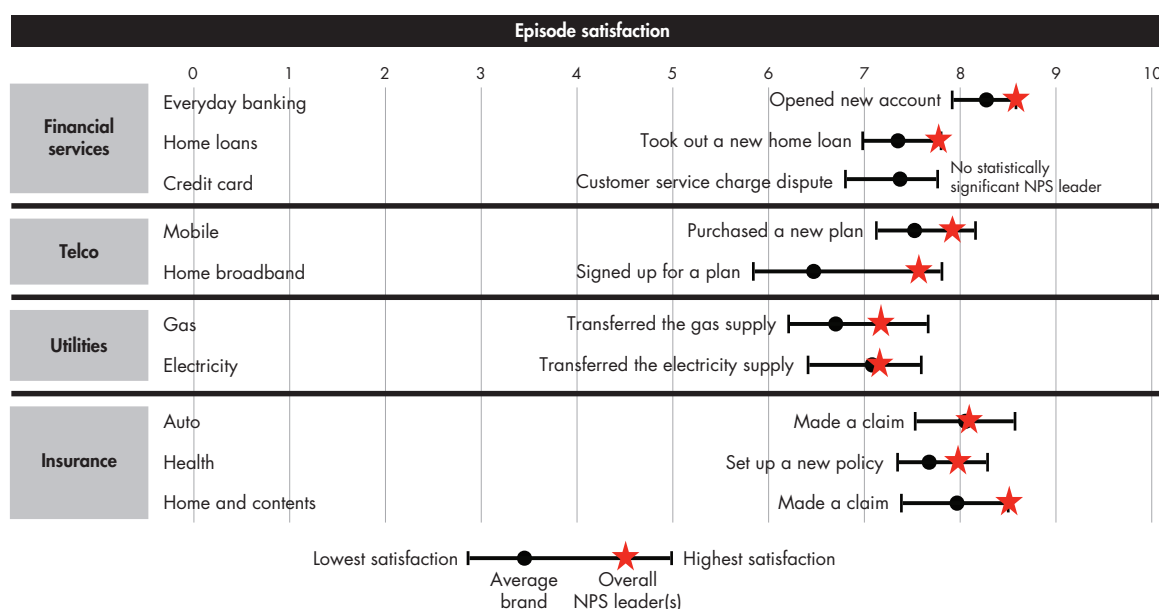 Episode satisfaction
0 1 2 3 4 5 6 7 8 9 10
Financial
services
Everyday banking
Opened new account
Home loans
Took out a new home loan
Credit card
Customer service charge dispute
No statistically
significant NPS leader
Telco
Mobile
Purchased a new plan
Home broadband
Signed up for a plan
Utilities
Gas
Transferred the gas supply
Electricity
Transferred the electricity supply
Insurance
Auto
Made a claim
Health
Set up a new policy
Home and contents
Made a claim
Lowest satisfaction
Highest satisfaction
Average
brand
Overall
NPS leader(s)